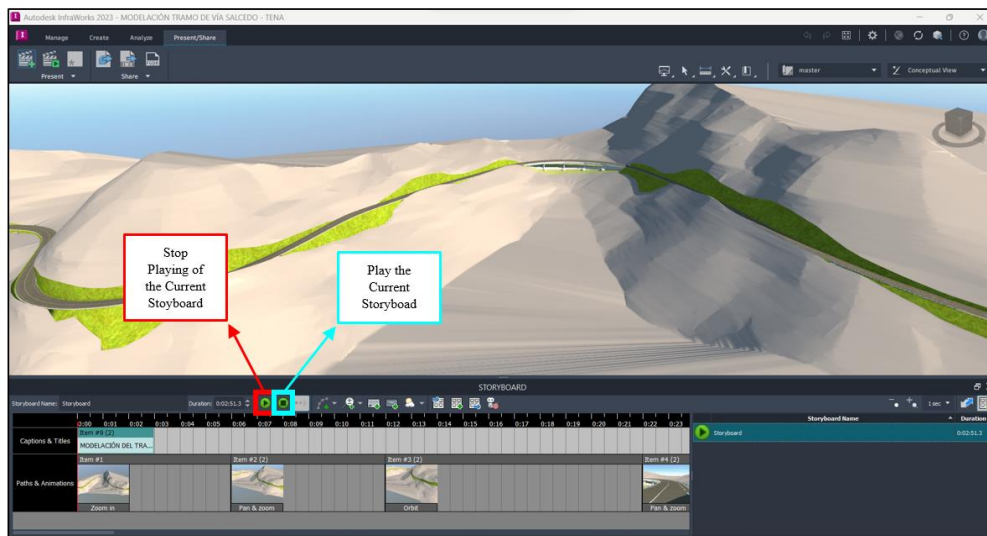 Autodesk InfraWorks 2023 - MODELACIÓN TRAMO DE VÍA SALCEDO - TENA
Manage Create Analyze Present/Share
Present Share
master Conceptual View
Stop
Playing of
the Current
Stoyboard
Play the
Current
Storyboad
STORYBOARD
Storyboard Name: Storyboard Duration: 0:02:51.3 1 sec
0:00 0:01 0:02 0:03 0:04 0:05 0:06 0:07 0:08 0:09 0:10 0:11 0:12 0:13 0:14 0:15 0:16 0:17 0:18 0:19 0:20 0:21 0:22 0:23
Storyboard Name Duration
Captions & Titles
Item #9 (2)
MODELACIÓN DEL TRA...
Storyboard 0:02:51.3
Paths & Animations
Item #1 Item #2 (2) Item #3 (2) Item #4 (2)
Zoom in Pan & zoom Orbit Pan & zoom